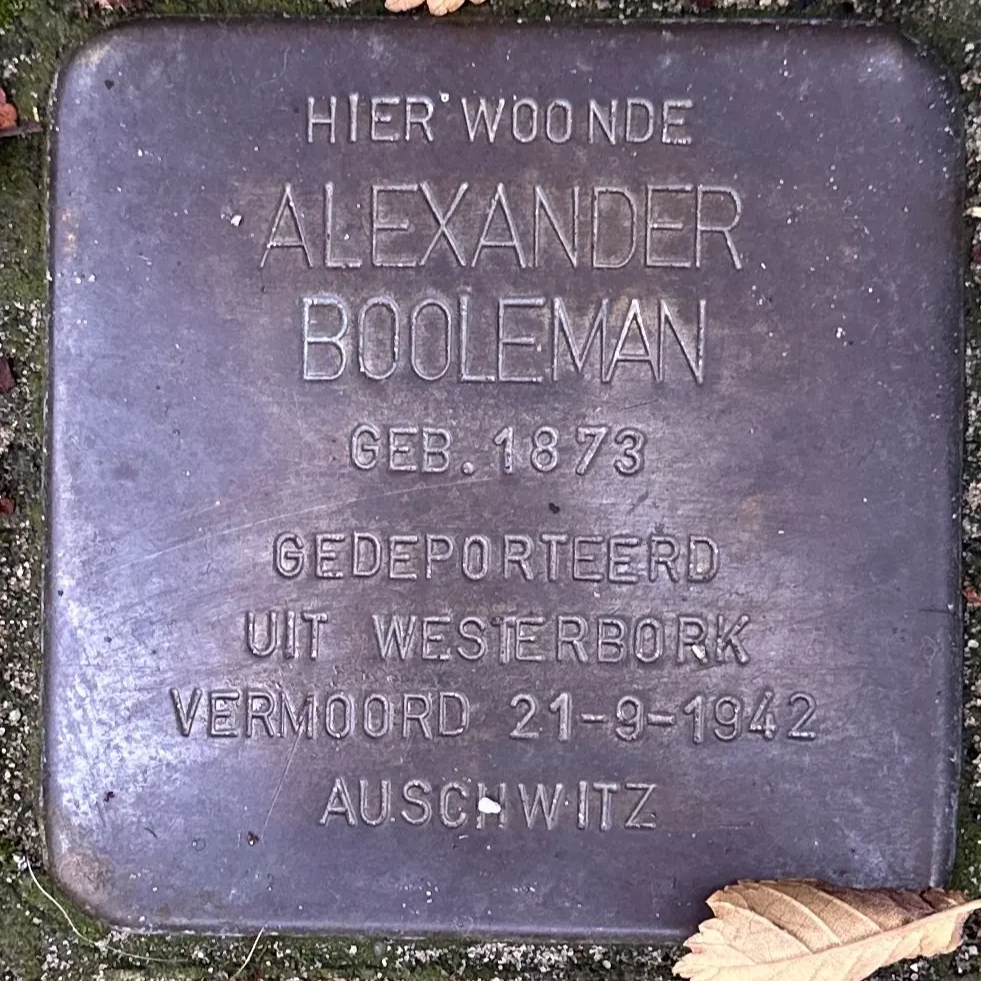 HIER WOONDE
ALEXANDER
BOOLEMAN
GEB. 1873
GEDEPORTEERD
UIT WESTERBORK
VERMOORD 21-9-1942
AUSCHWITZ